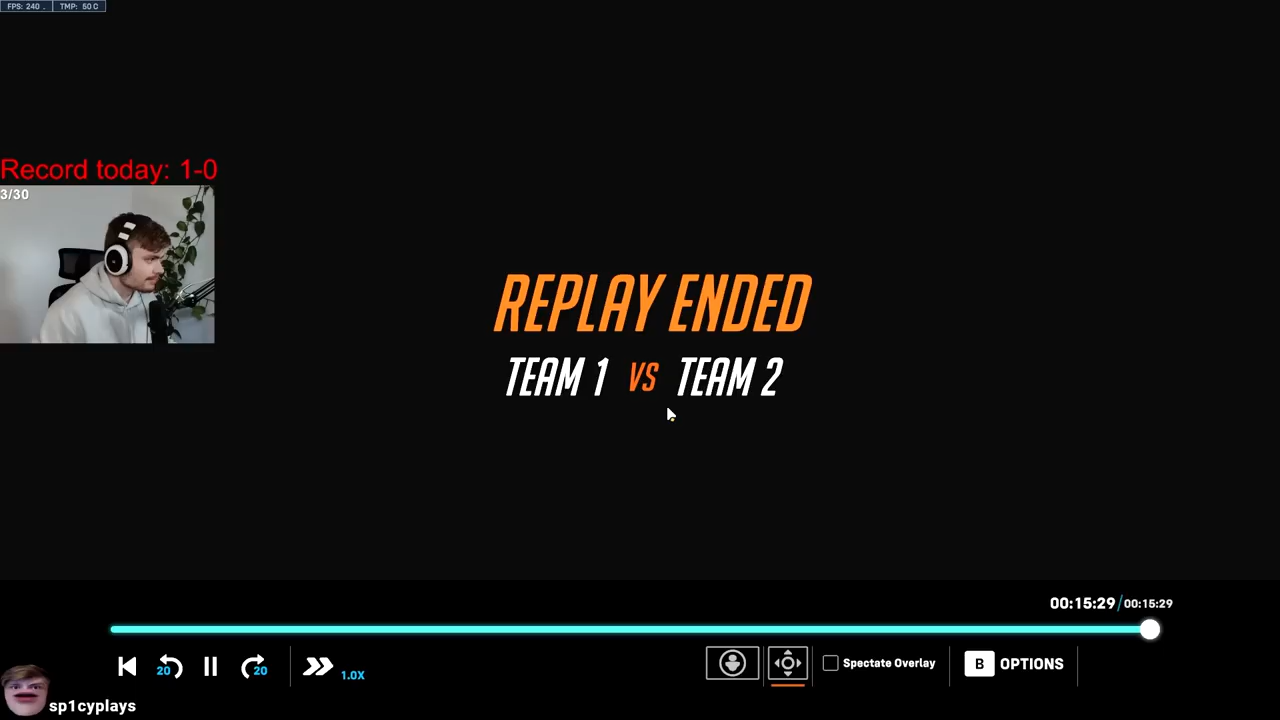 FPS: 240 TMP: 50 C
Record today: 1-0
3/30
REPLAY ENDED
TEAM 1 VS TEAM 2
00:15:29/00:15:29
20 20 1.0X Spectate Overlay B OPTIONS
sp1cyplays